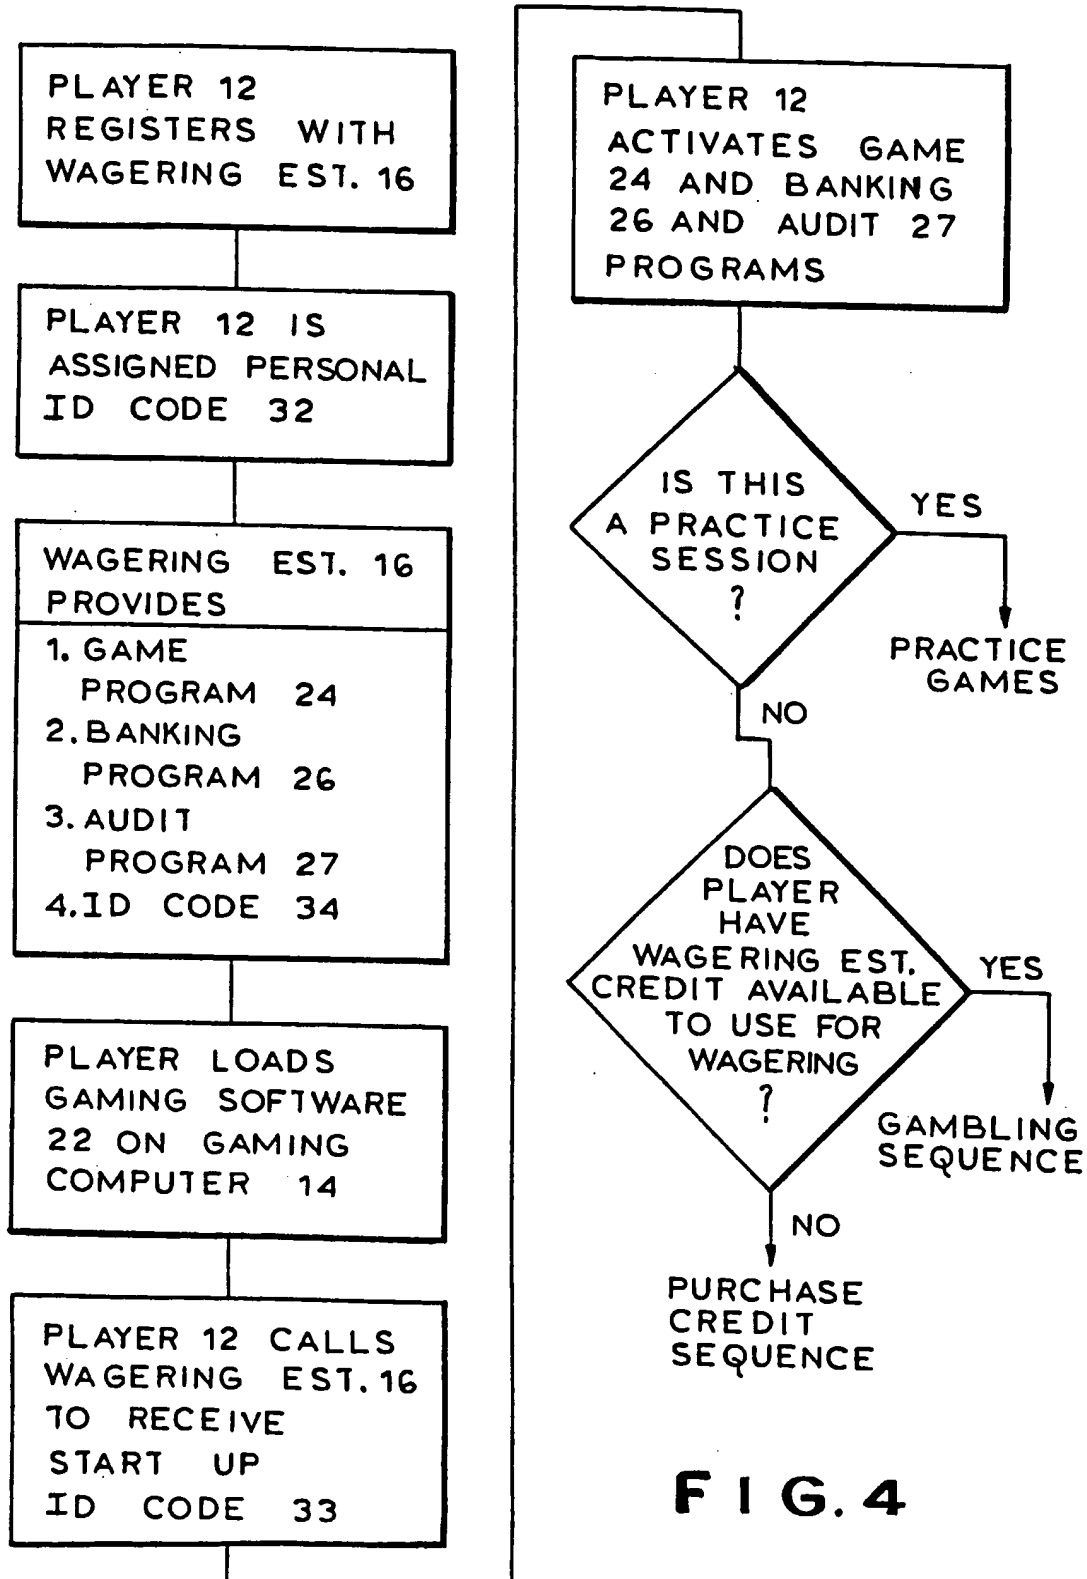 PLAYER 12
REGISTERS WITH
WAGERING EST. 16
PLAYER 12 IS
ASSIGNED PERSONAL
ID CODE 32
WAGERING EST. 16
PROVIDES
1. GAME
PROGRAM 24
2. BANKING
PROGRAM 26
3. AUDIT
PROGRAM 27
4. ID CODE 34
PLAYER LOADS
GAMING SOFTWARE
22 ON GAMING
COMPUTER 14
PLAYER 12 CALLS
WAGERING EST. 16
TO RECEIVE
START UP
ID CODE 33
PLAYER 12
ACTIVATES GAME
24 AND BANKING
26 AND AUDIT 27
PROGRAMS
IS THIS
A PRACTICE
SESSION
?
YES
PRACTICE
GAMES
NO
DOES
PLAYER
HAVE
WAGERING EST.
CREDIT AVAILABLE
TO USE FOR
WAGERING
?
YES
GAMBLING
SEQUENCE
NO
PURCHASE
CREDIT
SEQUENCE
FIG. 4